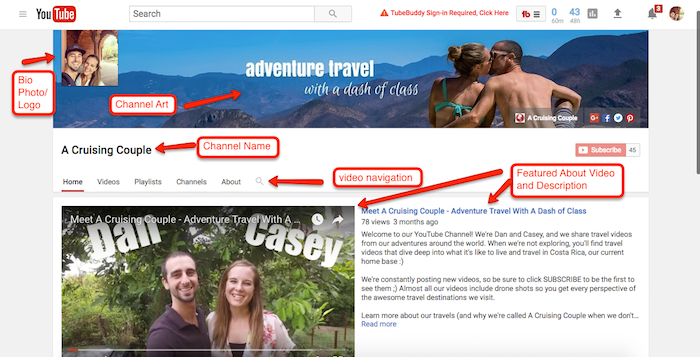 YouTube
Search
TubeBuddy Sign-in Required, Cick Here
0
60m
43
48h
3
Bio
Photo/
Logo
adventure travel
with a dash of class
Channel Art
A Cruising Couple
A Cruising Couple
Channel Name
Subscribe 45
Home Videos Playlists Channels About
video navigation
Featured About Video
and Description
Meet A Cruising Couple - Adventure Travel With A ...
Dan
Casey
Meet A Cruising Couple - Adventure Travel With A Dash of Class
78 views 3 months ago
Welcome to our YouTube Channel! We're Dan and Casey, and we share travel videos
from our adventures around the world. When we're not exploring, you'll find travel
videos that dive deep into what it's like to live and travel in Costa Rica, our current
home base :)
We're constantly posting new videos, so be sure to click SUBSCRIBE to be the first to
see them ;) Almost all our videos include drone shots so you get every perspective of
the awesome travel destinations we visit.
Learn more about our travels (and why we're called A Cruising Couple when we don't...
Read more